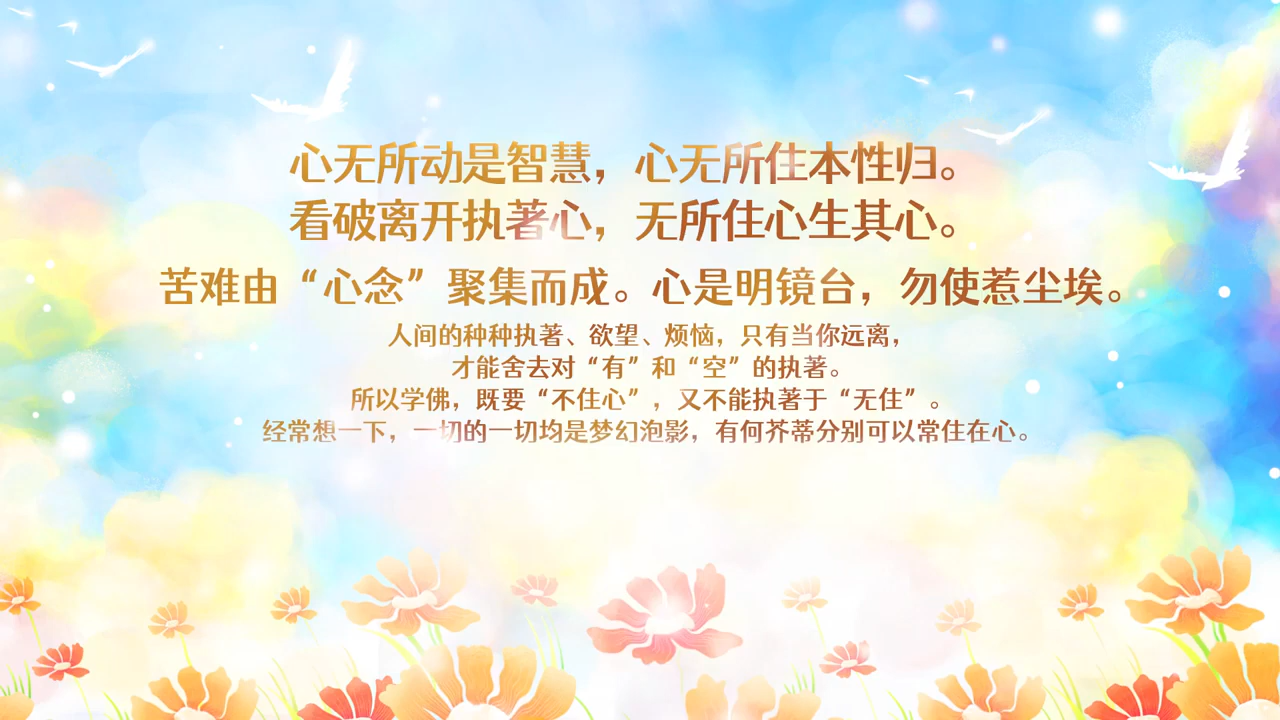 心无所动是智慧，心无所住本性归。
看破离开执著心，无所住心生其心。
苦难由“心念”聚集而成。心是明镜台，勿使惹尘埃。
人间的种种执著、欲望、烦恼，只有当你远离，
才能舍去对“有”和“空”的执著。
所以学佛，既要“不住心”，又不能执著于“无住”。
经常想一下，一切的一切均是梦幻泡影，有何芥蒂分别可以常住在心。